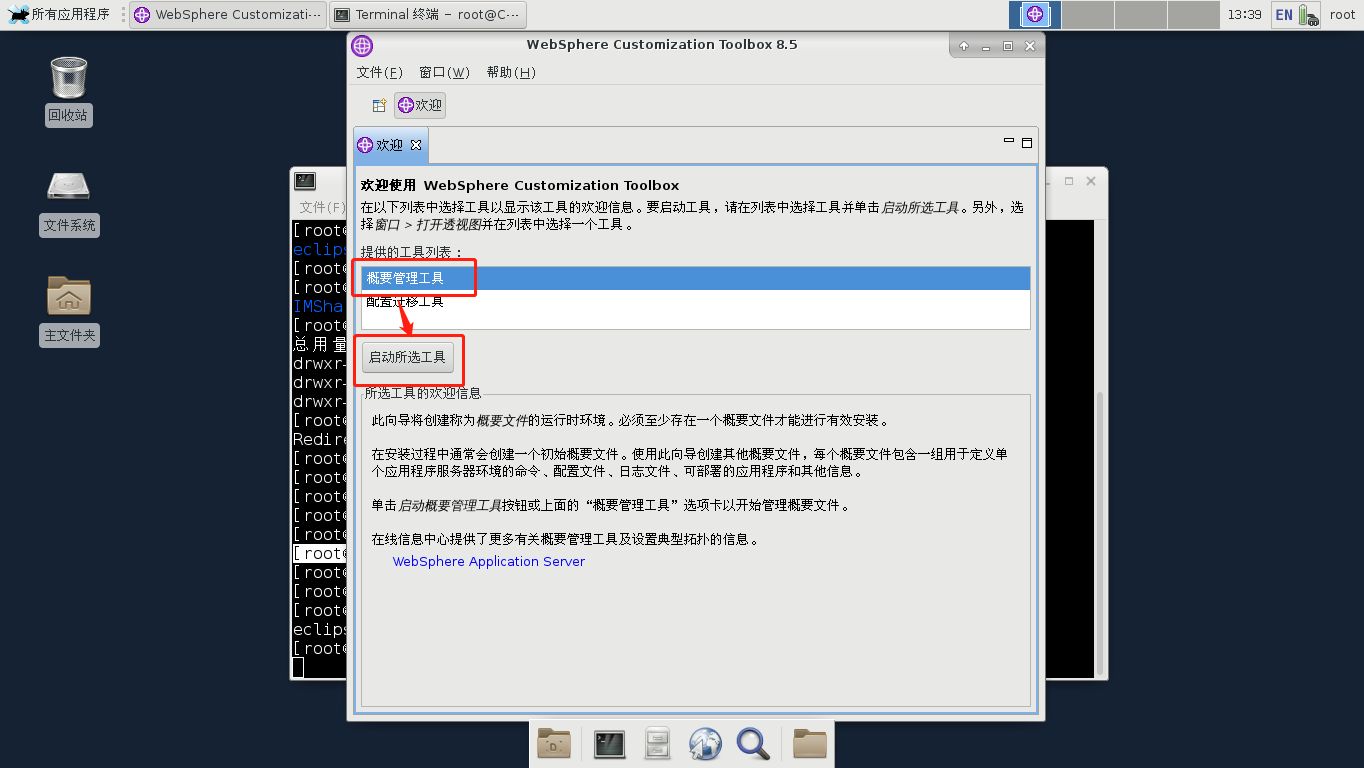 所有应用程序
WebSphere Customizati···
Terminal 终端 – root@C···
13:39
EN
root
回收站
文件系统
主文件夹
WebSphere Customization Toolbox 8.5
文件(F) 窗口(W) 帮助(H)
欢迎
欢迎
欢迎使用 WebSphere Customization Toolbox
在以下列表中选择工具以显示该工具的欢迎信息。要启动工具，请在列表中选择工具并单击启动所选工具。另外，选
择窗口 > 打开透视图并在列表中选择一个工具。
提供的工具列表：
概要管理工具
配置迁移工具
启动所选工具
所选工具的欢迎信息
此向导将创建称为概要文件的运行时环境。必须至少存在一个概要文件才能进行有效安装。
在安装过程中通常会创建一个初始概要文件。使用此向导创建其他概要文件，每个概要文件包含一组用于定义单
个应用程序服务器环境的命令、配置文件、日志文件、可部署的应用程序和其他信息。
单击启动概要管理工具按钮或上面的“概要管理工具”选项卡以开始管理概要文件。
在线信息中心提供了更多有关概要管理工具及设置典型拓扑的信息。
WebSphere Application Server
文件(F)
[root@
eclips
[root@
[root@
IMSha
[root@
总用量
drwxr-
drwxr-
drwxr-
[root@
Redire
[root@
[root@
[root@
[root@
[root@
[root@
[root@
[root@
[root@
eclips
[root@